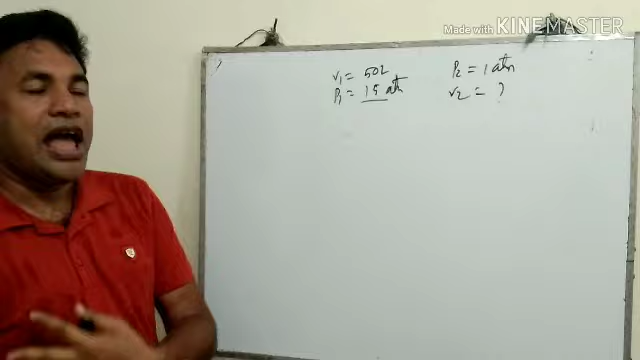 Made with KINEMASTER
V₁ = 50L P₂ = 1 atm
P₁ = 15 atm V₂ = ?